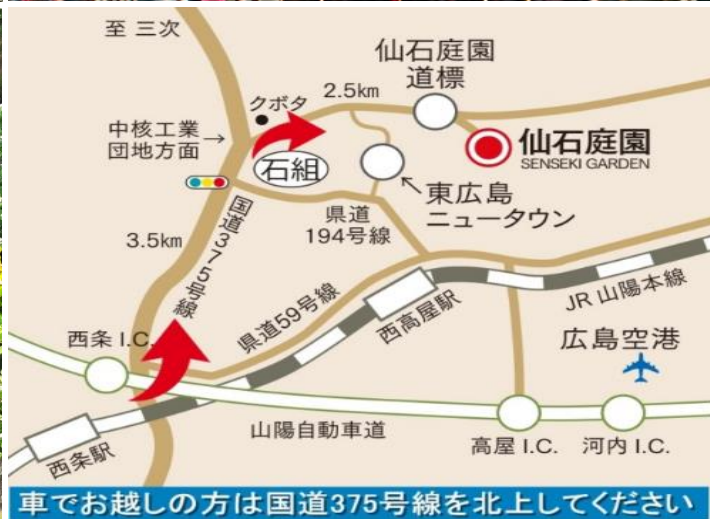 至 三次
仙石庭園
道標
2.5km
クボタ
中核工業
団地方面
石組
仙石庭園
SENSEKI GARDEN
東広島
ニュータウン
県道
194号線
国道375号線
3.5km
県道59号線
西高屋駅
JR 山陽本線
西条 I.C.
広島空港
山陽自動車道
西条駅
高屋 I.C.
河内 I.C.
車でお越しの方は国道375号線を北上してください